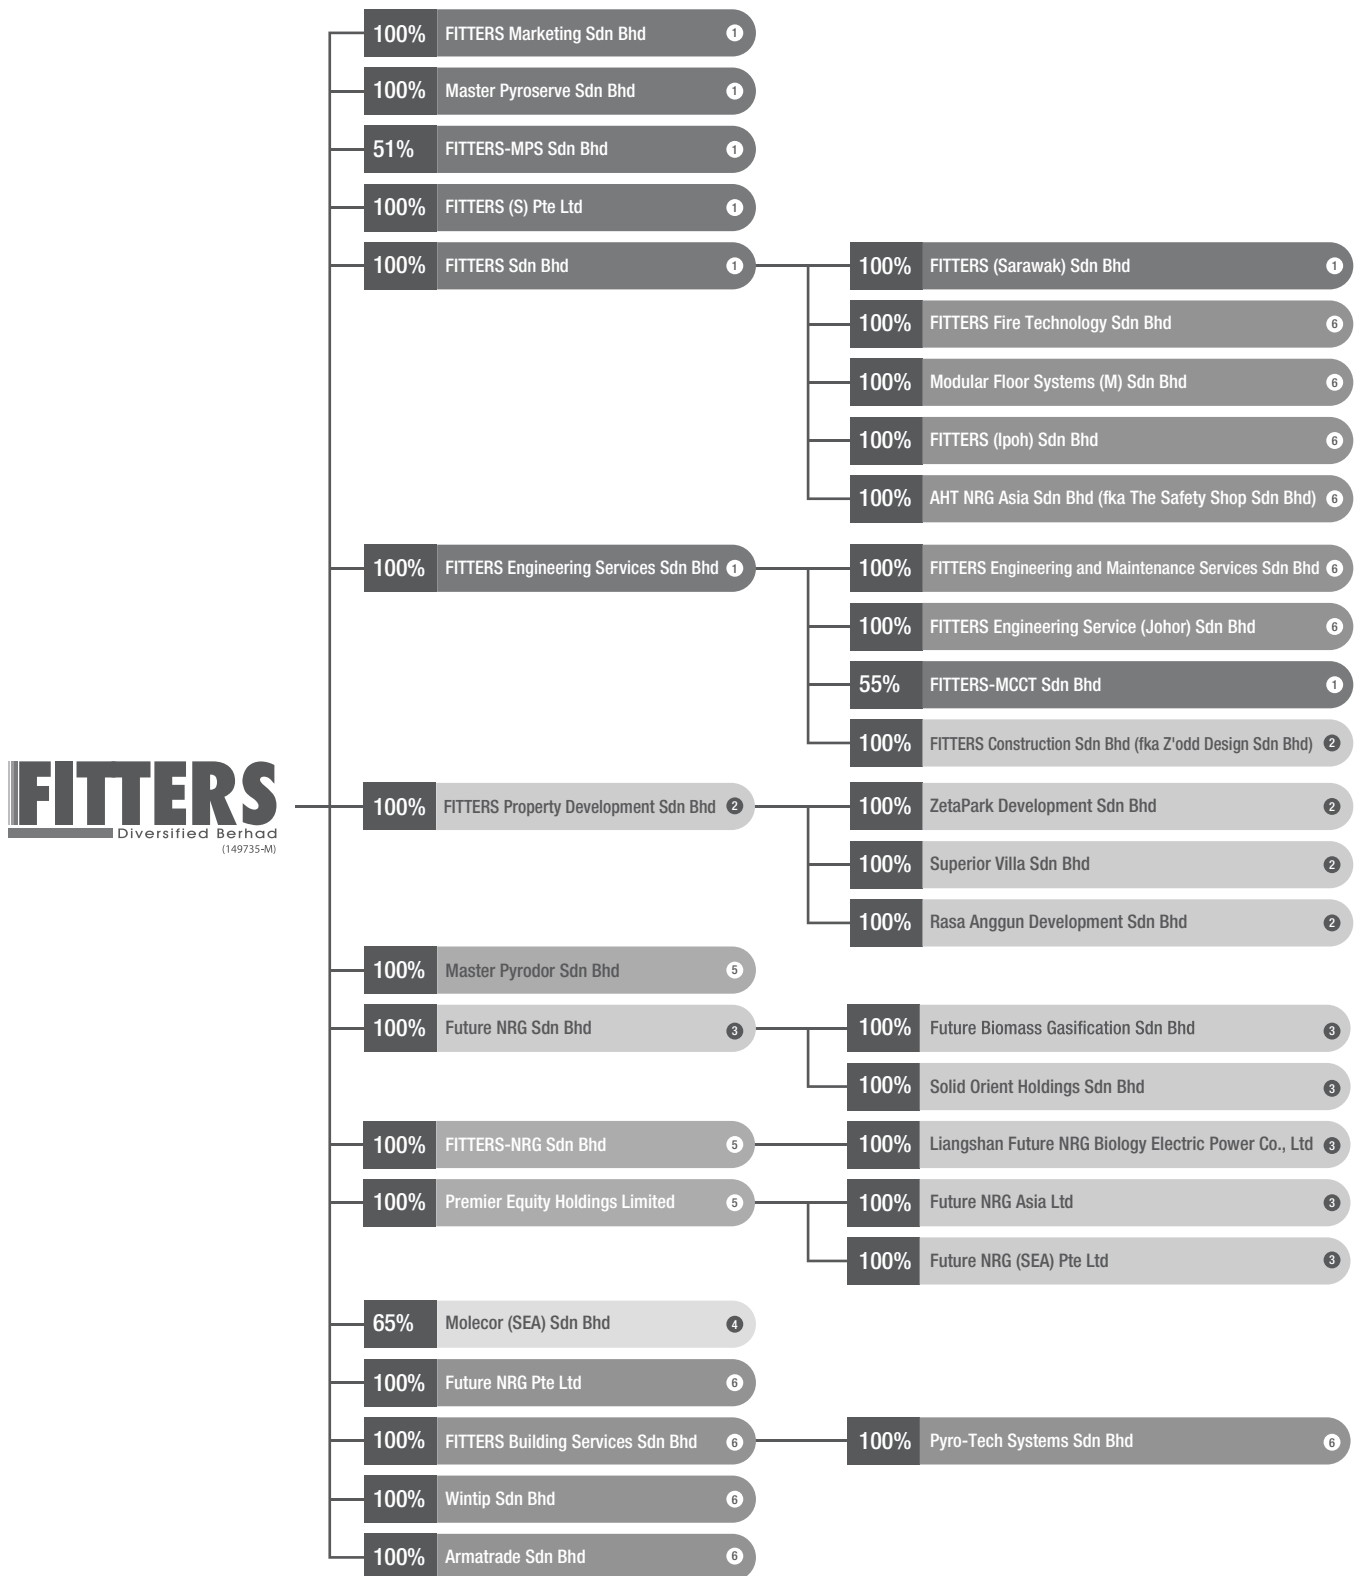 100% FITTERS Marketing Sdn Bhd 1
100% Master Pyroserve Sdn Bhd 1
51% FITTERS-MPS Sdn Bhd 1
100% FITTERS (S) Pte Ltd 1
100% FITTERS Sdn Bhd 1
100% FITTERS (Sarawak) Sdn Bhd 1
100% FITTERS Fire Technology Sdn Bhd 6
100% Modular Floor Systems (M) Sdn Bhd 6
100% FITTERS (Ipoh) Sdn Bhd 6
100% AHT NRG Asia Sdn Bhd (fka The Safety Shop Sdn Bhd) 6
100% FITTERS Engineering Services Sdn Bhd 1
100% FITTERS Engineering and Maintenance Services Sdn Bhd 6
100% FITTERS Engineering Service (Johor) Sdn Bhd 6
55% FITTERS-MCCT Sdn Bhd 1
100% FITTERS Construction Sdn Bhd (fka Z'odd Design Sdn Bhd) 2
FITTERS
Diversified Berhad
(149735-M)
100% FITTERS Property Development Sdn Bhd 2
100% ZetaPark Development Sdn Bhd 2
100% Superior Villa Sdn Bhd 2
100% Rasa Anggun Development Sdn Bhd 2
100% Master Pyrodor Sdn Bhd 5
100% Future NRG Sdn Bhd 3
100% Future Biomass Gasification Sdn Bhd 3
100% Solid Orient Holdings Sdn Bhd 3
100% FITTERS-NRG Sdn Bhd 5
100% Liangshan Future NRG Biology Electric Power Co., Ltd 3
100% Premier Equity Holdings Limited 5
100% Future NRG Asia Ltd 3
100% Future NRG (SEA) Pte Ltd 3
65% Molecor (SEA) Sdn Bhd 4
100% Future NRG Pte Ltd 6
100% FITTERS Building Services Sdn Bhd 6
100% Pyro-Tech Systems Sdn Bhd 6
100% Wintip Sdn Bhd 6
100% Armatrade Sdn Bhd 6